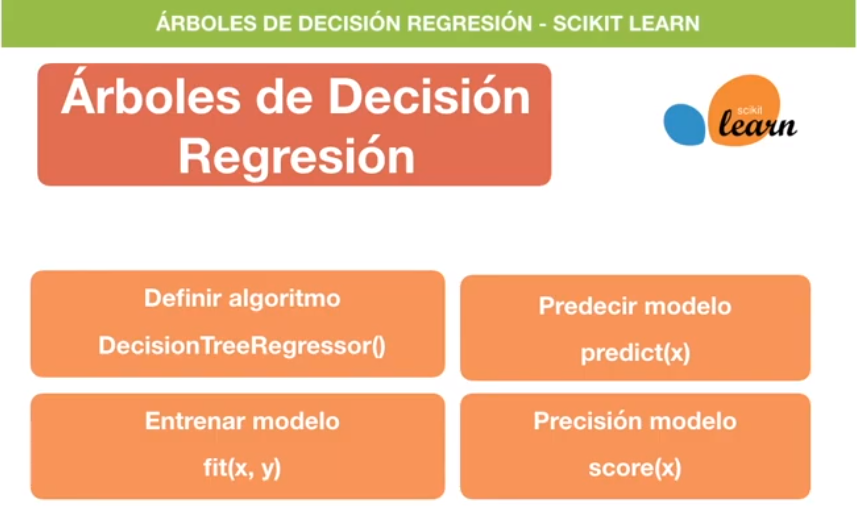 ÁRBOLES DE DECISIÓN REGRESIÓN - SCIKIT LEARN
Árboles de Decisión
Regresión
scikit
learn
Definir algoritmo
DecisionTreeRegressor()
Predecir modelo
predict(x)
Entrenar modelo
fit(x, y)
Precisión modelo
score(x)